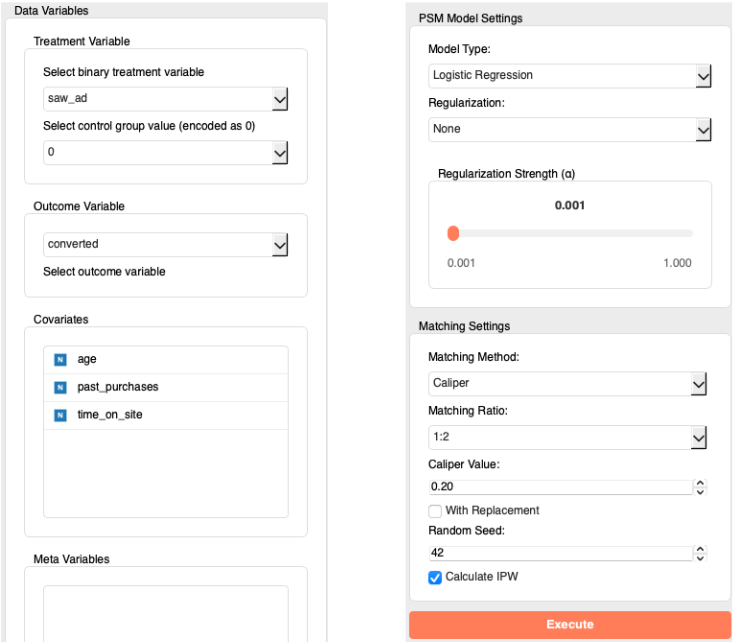 Data Variables
Treatment Variable
Select binary treatment variable
saw_ad
Select control group value (encoded as 0)
0
Outcome Variable
converted
Select outcome variable
Covariates
N age
N past_purchases
N time_on_site
Meta Variables
PSM Model Settings
Model Type:
Logistic Regression
Regularization:
None
Regularization Strength (α)
0.001
0.001 1.000
Matching Settings
Matching Method:
Caliper
Matching Ratio:
1:2
Caliper Value:
0.20
With Replacement
Random Seed:
42
Calculate IPW
Execute